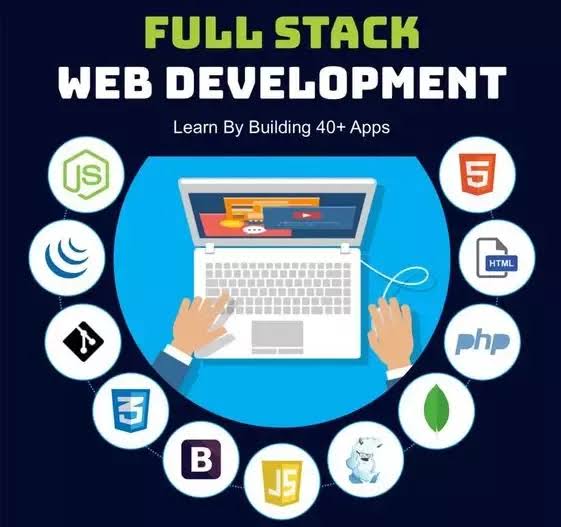 FULL STACK
WEB DEVELOPMENT
Learn By Building 40+ Apps
JS
5
HTML
php
3
B
JS